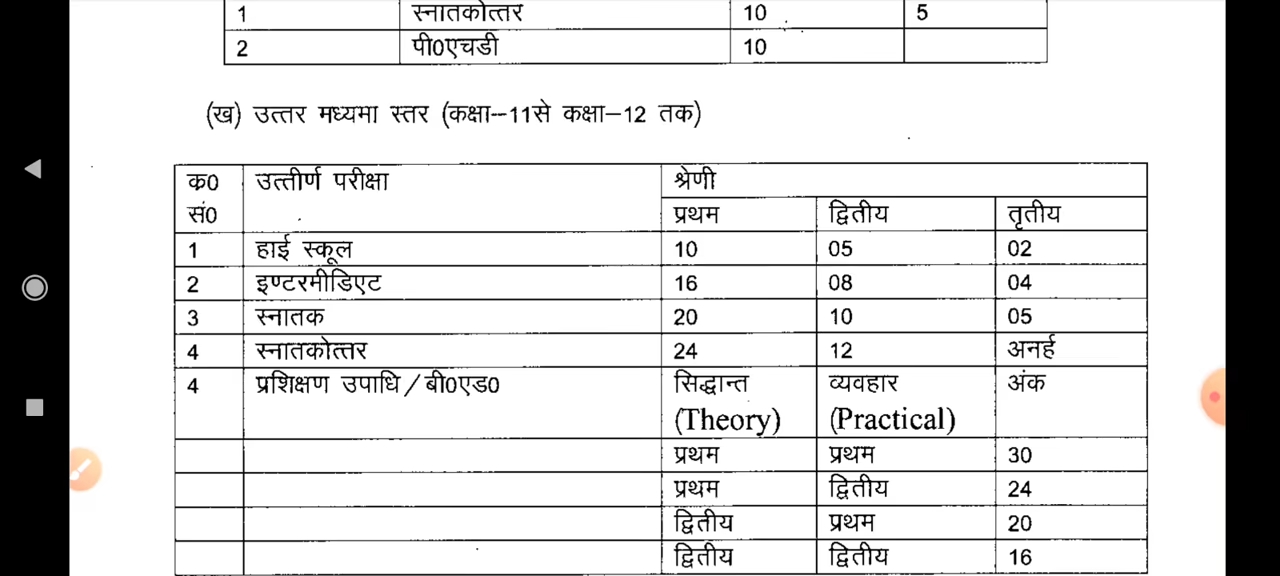 1 स्नातकोत्तर 10 5
2 पी0एचडी 10
(ख) उत्तर मध्यमा स्तर (कक्षा--11से कक्षा–12 तक)
क0 सं0 उत्तीर्ण परीक्षा श्रेणी
प्रथम द्वितीय तृतीय
1 हाई स्कूल 10 05 02
2 इण्टरमीडिएट 16 08 04
3 स्नातक 20 10 05
4 स्नातकोत्तर 24 12 अनर्ह
4 प्रशिक्षण उपाधि/बी0एड0 सिद्धान्त व्यवहार अंक
(Theory) (Practical)
प्रथम प्रथम 30
प्रथम द्वितीय 24
द्वितीय प्रथम 20
द्वितीय द्वितीय 16